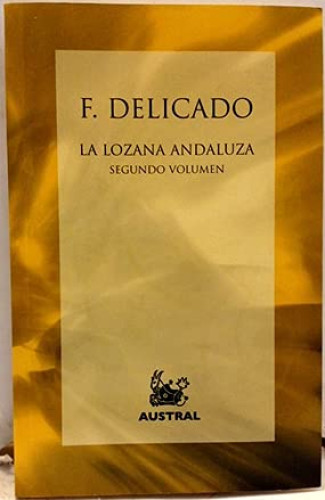 F. DELICADO
LA LOZANA ANDALUZA
SEGUNDO VOLUMEN
AUSTRAL